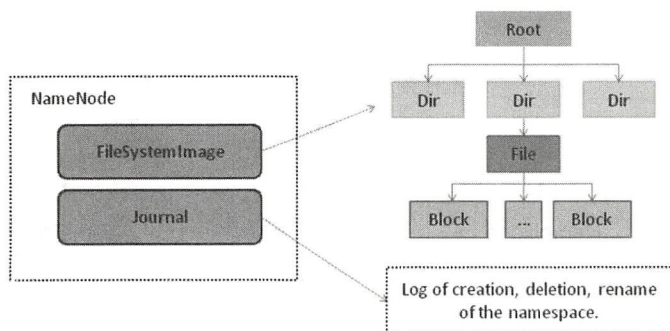 Root
NameNode
Dir
Dir
Dir
FileSystemImage
File
Journal
Block
...
Block
Log of creation, deletion, rename
of the namespace.